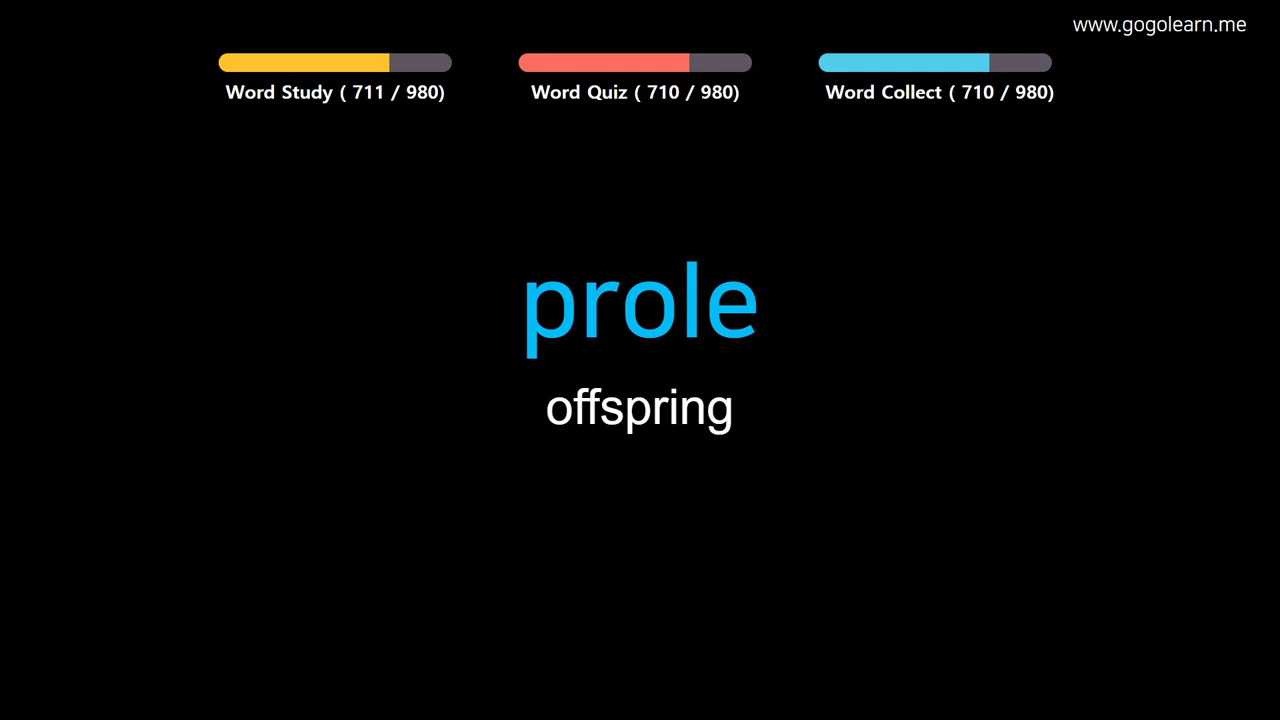 www.gogolearn.me
Word Study ( 711 / 980)
Word Quiz ( 710 / 980)
Word Collect ( 710 / 980)
prole
offspring